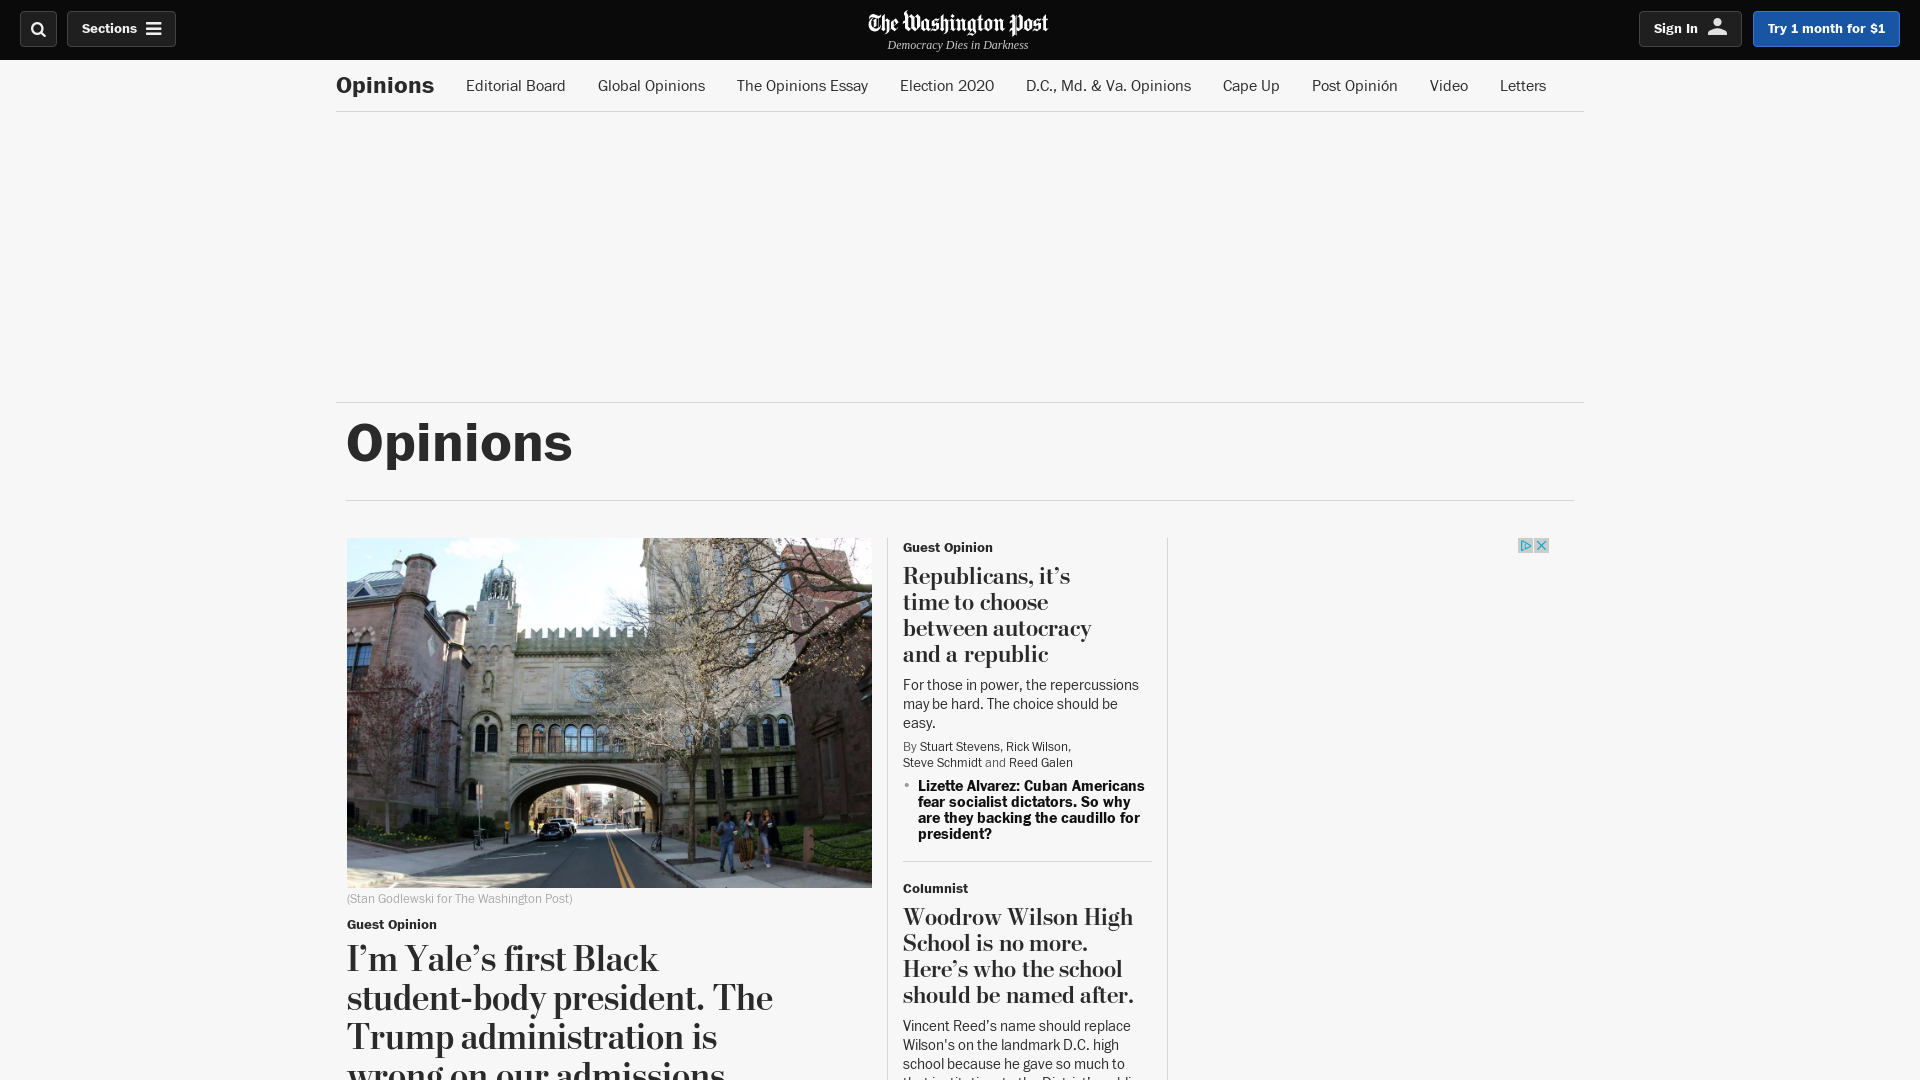 Sections
The Washington Post
Democracy Dies in Darkness
Sign In
Try 1 month for $1
Opinions
Editorial Board
Global Opinions
The Opinions Essay
Election 2020
D.C., Md. & Va. Opinions
Cape Up
Post Opinión
Video
Letters
Opinions
(Stan Godlewski for The Washington Post)
Guest Opinion
I’m Yale’s first Black
student-body president. The
Trump administration is
wrong on our admissions
Guest Opinion
Republicans, it’s
time to choose
between autocracy
and a republic
For those in power, the repercussions
may be hard. The choice should be
easy.
By Stuart Stevens, Rick Wilson,
Steve Schmidt and Reed Galen
• Lizette Alvarez: Cuban Americans
fear socialist dictators. So why
are they backing the caudillo for
president?
Columnist
Woodrow Wilson High
School is no more.
Here’s who the school
should be named after.
Vincent Reed’s name should replace
Wilson's on the landmark D.C. high
school because he gave so much to